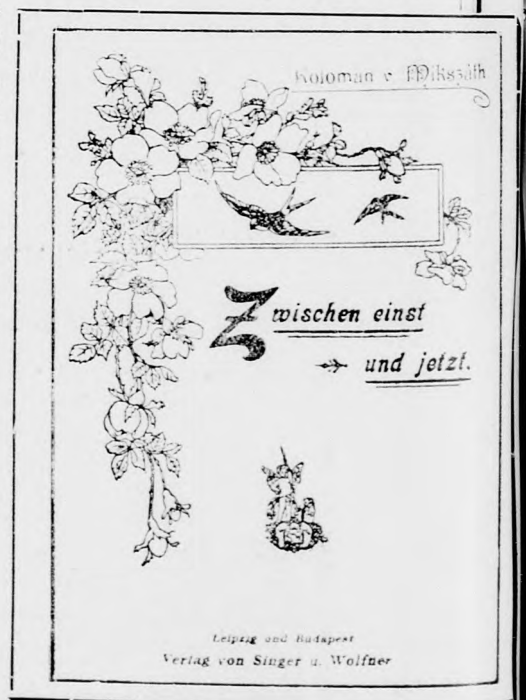 Koloman v. Mikszáth
Zwischen einst
und jetzt.
Leipzig und Budapest
Verlag von Singer u. Wolfner